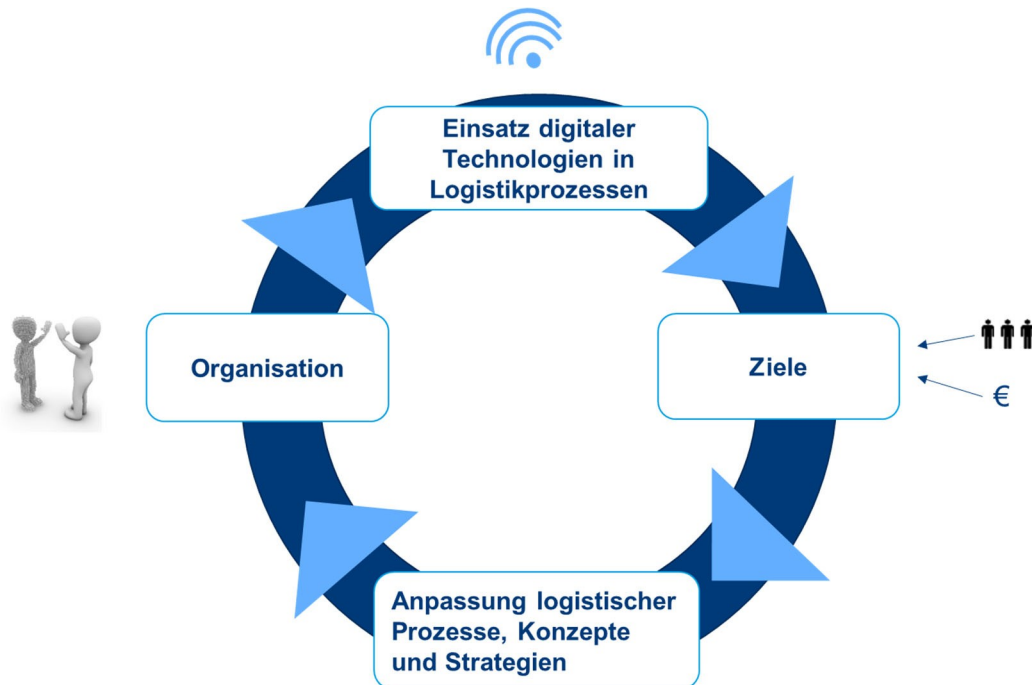 Einsatz digitaler
Technologien in
Logistikprozessen
Organisation
Ziele
€
Anpassung logistischer
Prozesse, Konzepte
und Strategien